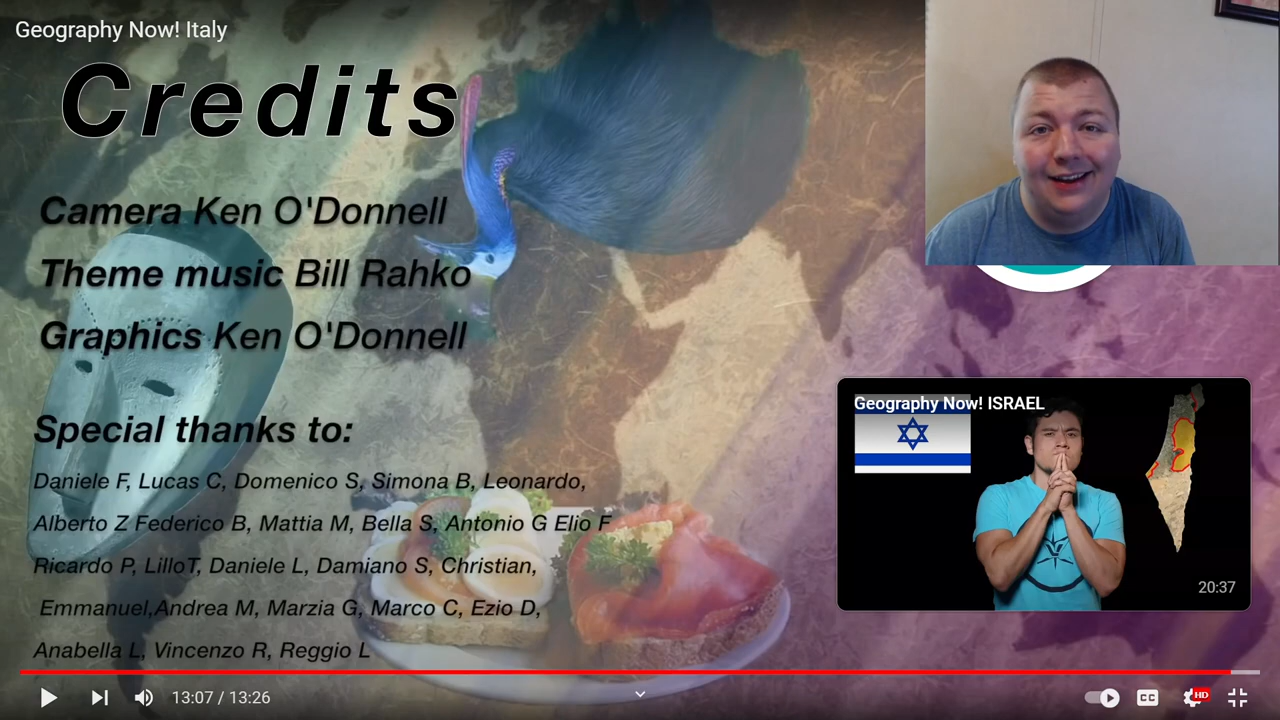 Geography Now! Italy
Credits
Camera Ken O'Donnell
Theme music Bill Rahko
Graphics Ken O'Donnell
Special thanks to:
Daniele F, Lucas C, Domenico S, Simona B, Leonardo,
Alberto Z Federico B, Mattia M, Bella S, Antonio G Elio F
Ricardo P, LilloT, Daniele L, Damiano S, Christian,
Emmanuel,Andrea M, Marzia G, Marco C, Ezio D,
Anabella L, Vincenzo R, Reggio L
Geography Now! ISRAEL
20:37
13:07 / 13:26
CC
HD